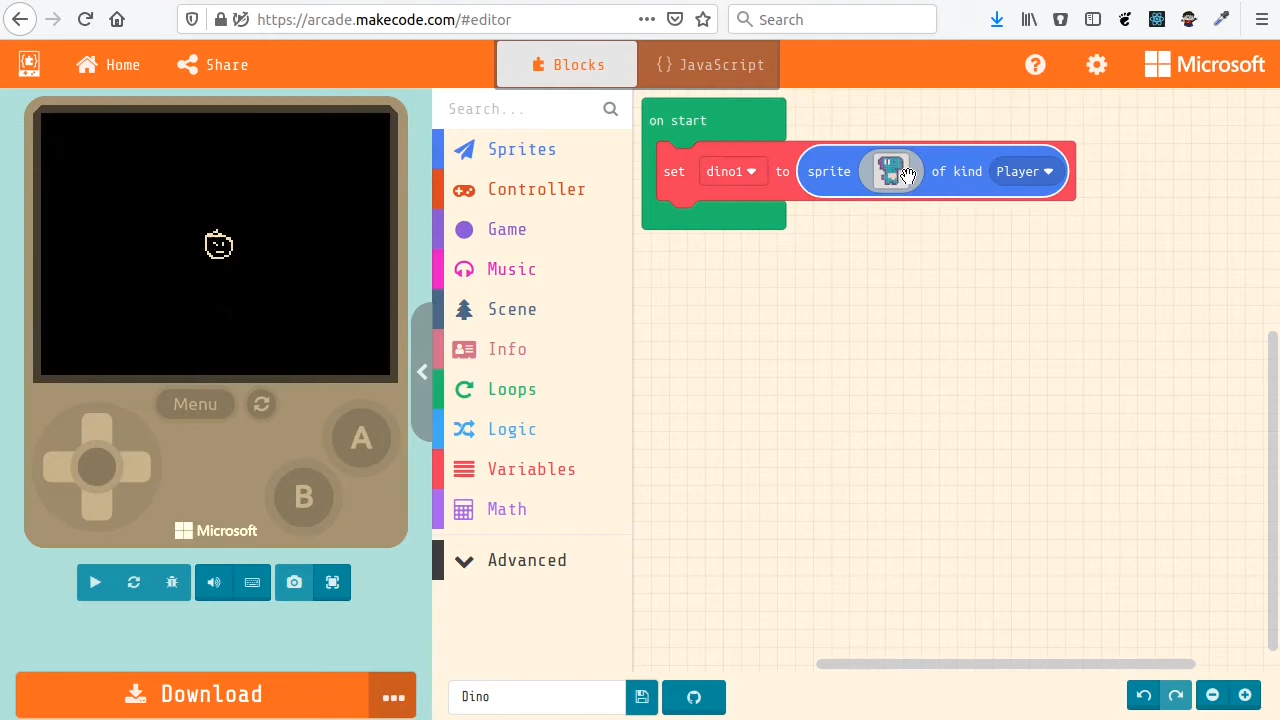 https://arcade.makecode.com/#editor
Search
Home
Share
Blocks
{ } JavaScript
Microsoft
Search...
Sprites
Controller
Game
Music
Scene
Info
Loops
Logic
Variables
Math
Advanced
on start
set dino1 to sprite of kind Player
Menu
A
B
Microsoft
Download
Dino